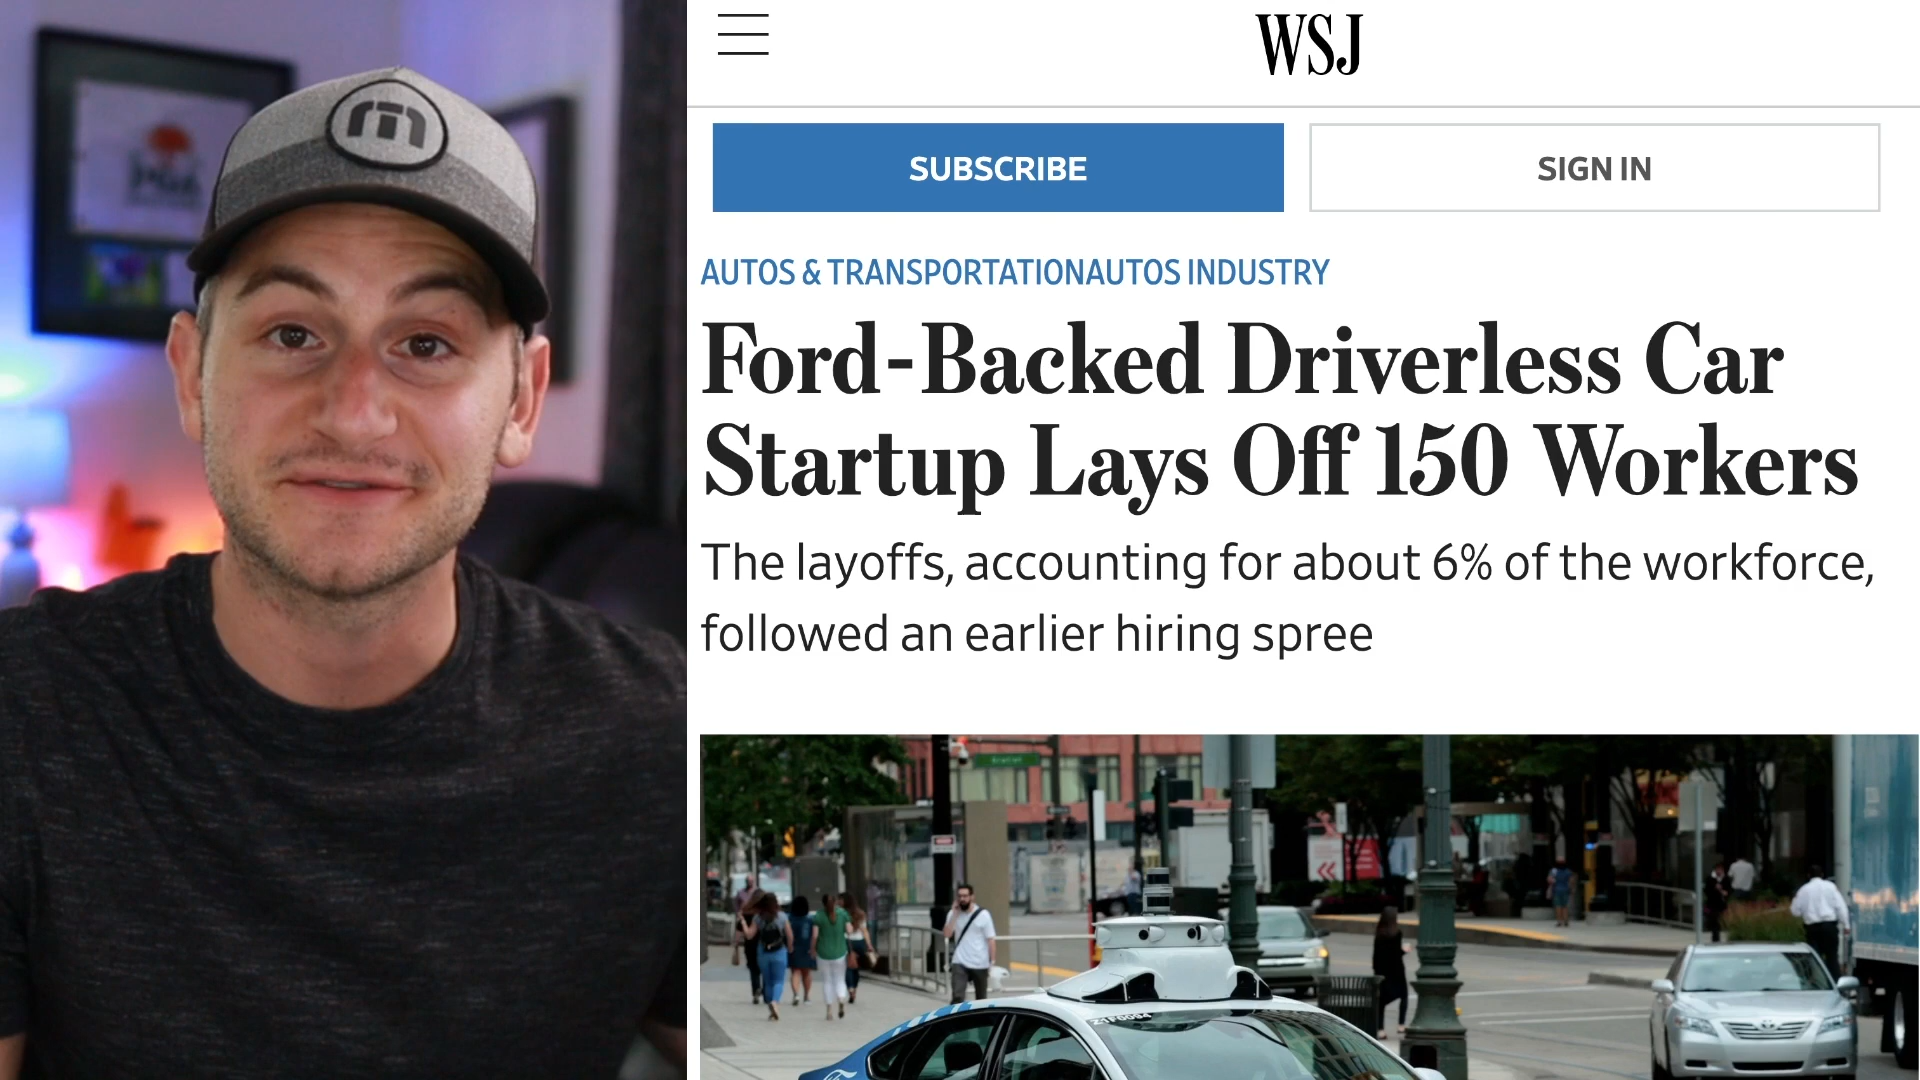 WSJ
SUBSCRIBE
SIGN IN
AUTOS & TRANSPORTATIONAUTOS INDUSTRY
Ford-Backed Driverless Car
Startup Lays Off 150 Workers
The layoffs, accounting for about 6% of the workforce,
followed an earlier hiring spree